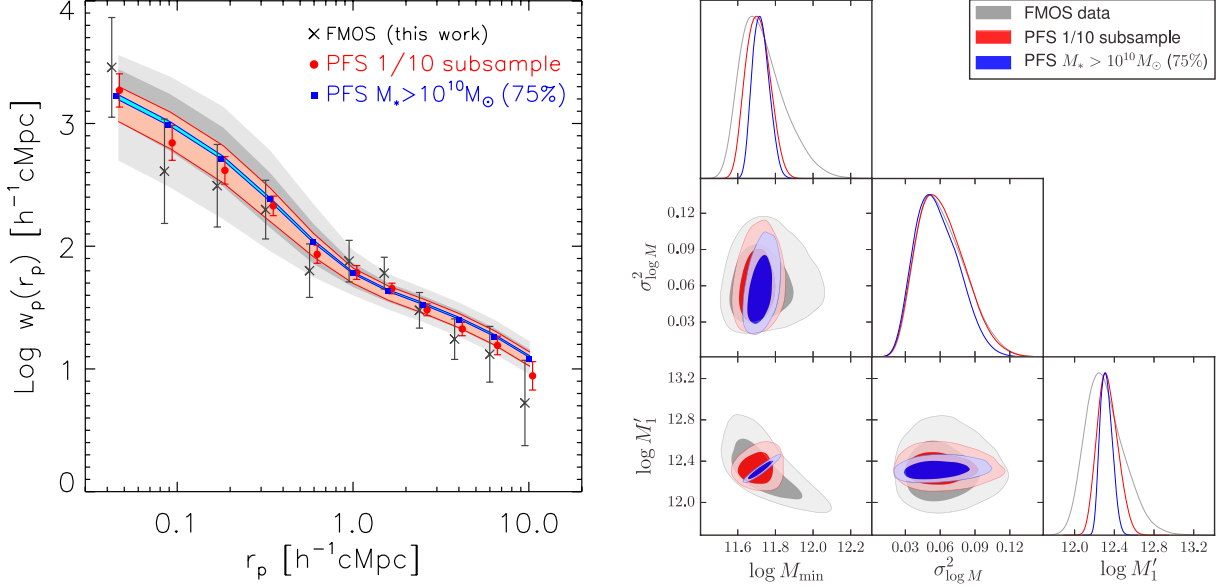 FMOS (this work)
PFS 1/10 subsample
PFS M* > 10^10 M⊙ (75%)
Log w_p(r_p) [h^-1cMpc]
4
3
2
1
0
0.1
1.0
10.0
r_p [h^-1cMpc]
FMOS data
PFS 1/10 subsample
PFS M* > 10^10 M⊙ (75%)
σ²_log M
0.12
0.09
0.06
0.03
log M′_1
13.2
12.8
12.4
12.0
11.6 11.8 12.0 12.2
log M_min
0.03 0.06 0.09 0.12
σ²_log M
12.0 12.4 12.8 13.2
log M′_1